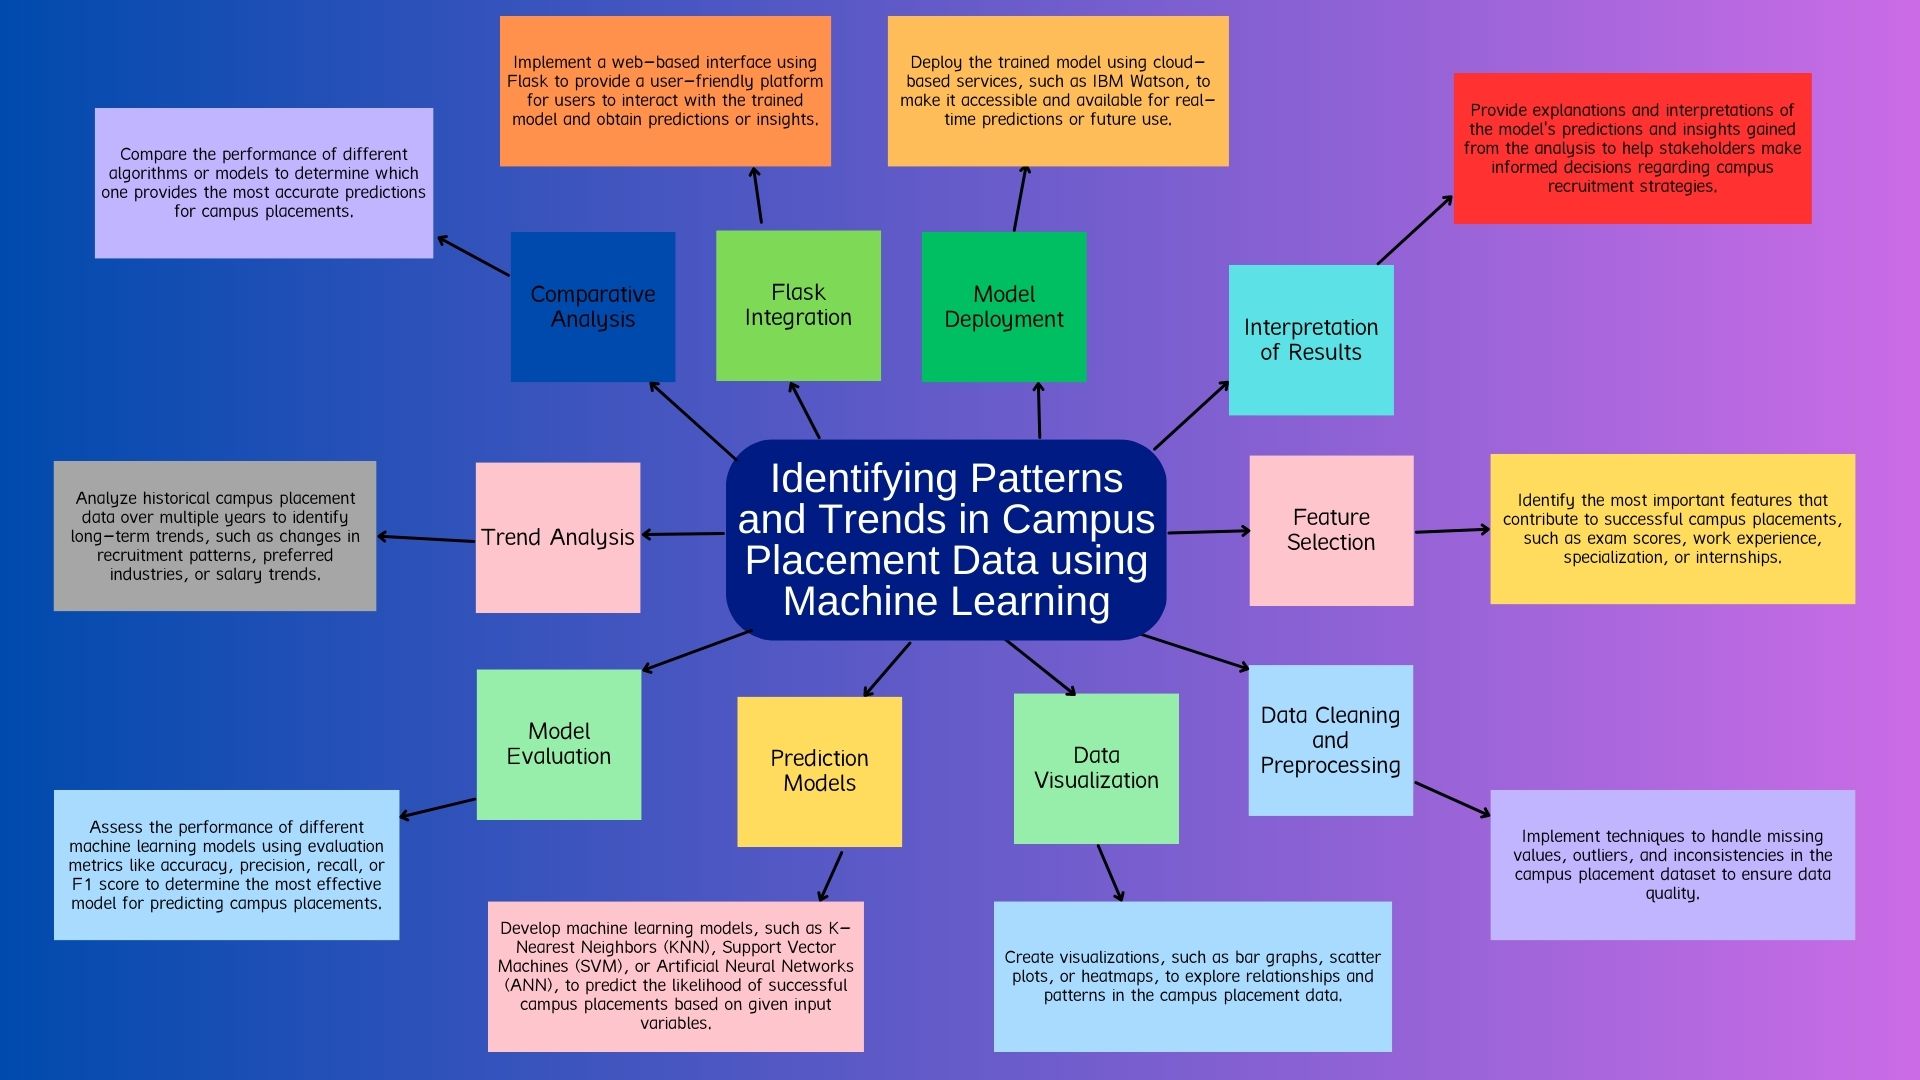 Implement a web-based interface using
Flask to provide a user-friendly platform
for users to interact with the trained
model and obtain predictions or insights.
Deploy the trained model using cloud-
based services, such as IBM Watson, to
make it accessible and available for real-
time predictions or future use.
Provide explanations and interpretations of
the model's predictions and insights gained
from the analysis to help stakeholders make
informed decisions regarding campus
recruitment strategies.
Compare the performance of different
algorithms or models to determine which
one provides the most accurate predictions
for campus placements.
Comparative
Analysis
Flask
Integration
Model
Deployment
Interpretation
of Results
Identifying Patterns
and Trends in Campus
Placement Data using
Machine Learning
Analyze historical campus placement
data over multiple years to identify
long-term trends, such as changes in
recruitment patterns, preferred
industries, or salary trends.
Trend Analysis
Feature
Selection
Identify the most important features that
contribute to successful campus placements,
such as exam scores, work experience,
specialization, or internships.
Model
Evaluation
Prediction
Models
Data
Visualization
Data Cleaning
and
Preprocessing
Assess the performance of different
machine learning models using evaluation
metrics like accuracy, precision, recall, or
F1 score to determine the most effective
model for predicting campus placements.
Develop machine learning models, such as K-
Nearest Neighbors (KNN), Support Vector
Machines (SVM), or Artificial Neural Networks
(ANN), to predict the likelihood of successful
campus placements based on given input
variables.
Create visualizations, such as bar graphs, scatter
plots, or heatmaps, to explore relationships and
patterns in the campus placement data.
Implement techniques to handle missing
values, outliers, and inconsistencies in the
campus placement dataset to ensure data
quality.